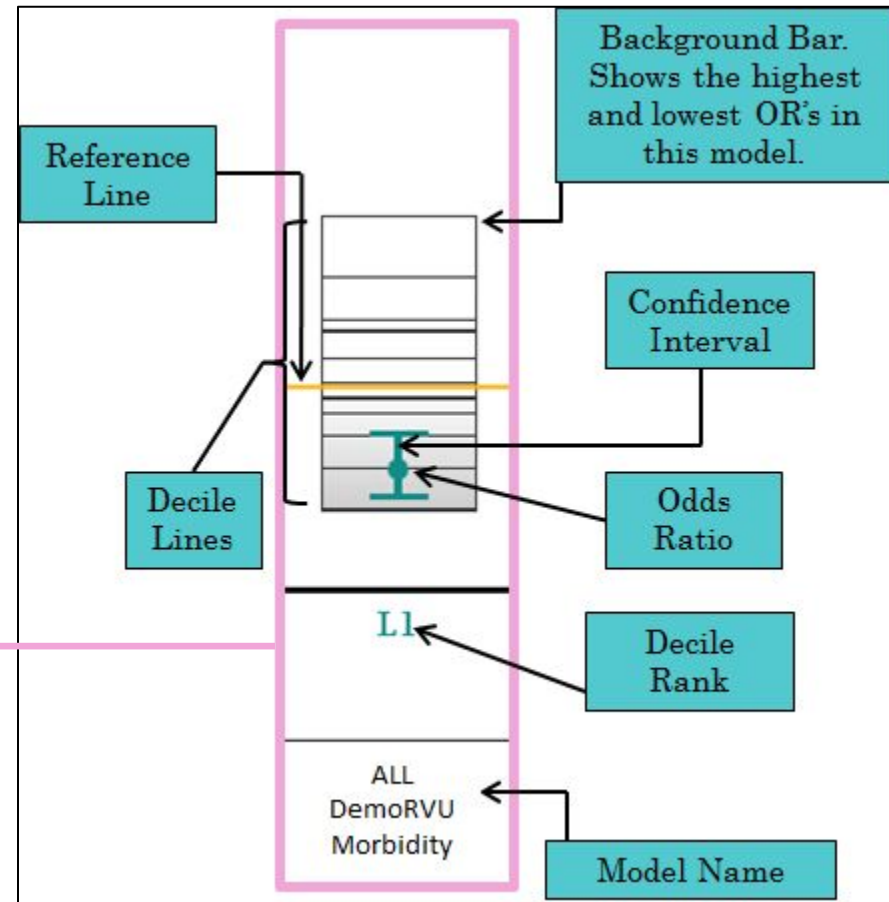 Background Bar.
Shows the highest
and lowest OR's in
this model.
Reference
Line
Confidence
Interval
Decile
Lines
Odds
Ratio
L1
Decile
Rank
ALL
DemoRVU
Morbidity
Model Name